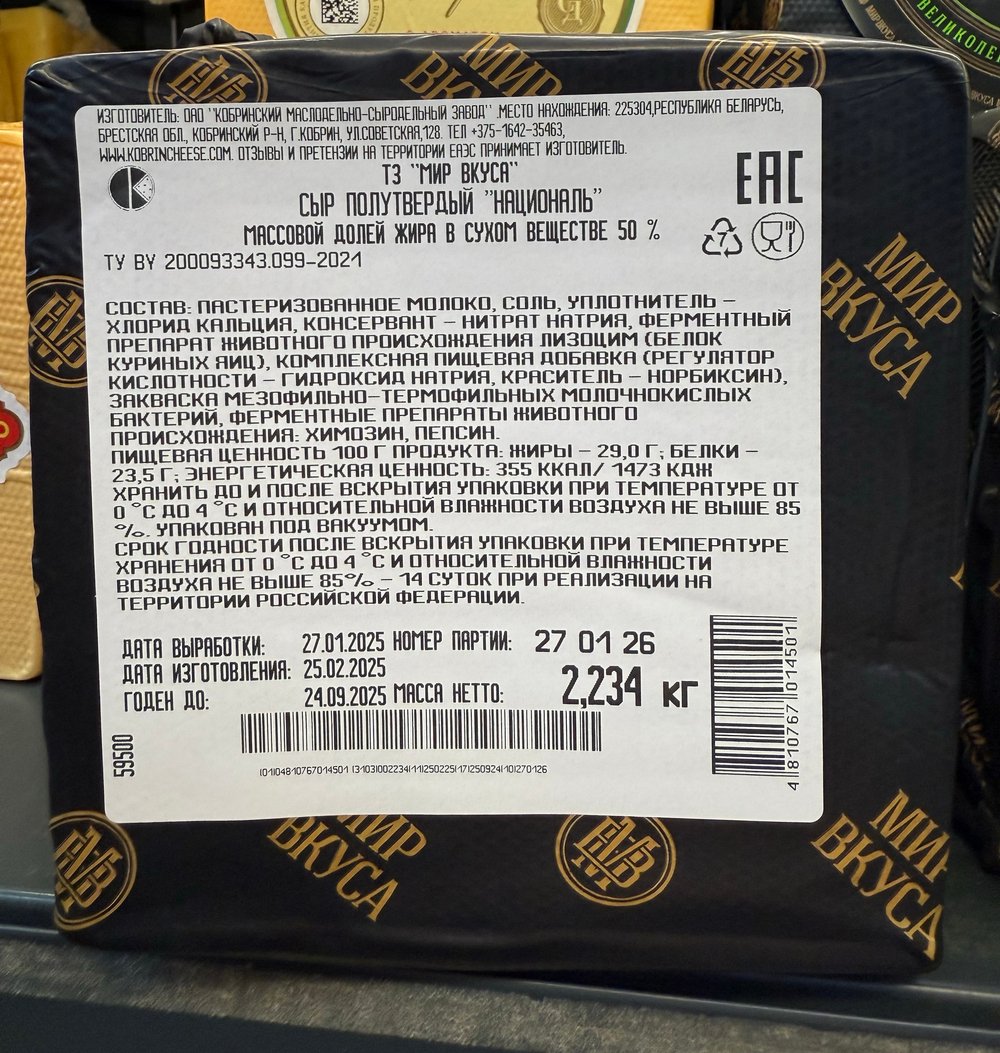 ИЗГОТОВИТЕЛЬ: ОАО "КОБРИНСКИЙ МАСЛОДЕЛЬНО-СЫРОДЕЛЬНЫЙ ЗАВОД" .МЕСТО НАХОЖДЕНИЯ: 225304,РЕСПУБЛИКА БЕЛАРУСЬ,
БРЕСТСКАЯ ОБЛ., КОБРИНСКИЙ Р-Н, Г.КОБРИН, УЛ.СОВЕТСКАЯ,128. ТЕЛ +375-1642-35463,
WWW.KOBRINCHEESE.COM. ОТЗЫВЫ И ПРЕТЕНЗИИ НА ТЕРРИТОРИИ ЕАЭС ПРИНИМАЕТ ИЗГОТОВИТЕЛЬ.
ТЗ "МИР ВКУСА"
СЫР ПОЛУТВЕРДЫЙ "НАЦИОНАЛЬ"
МАССОВОЙ ДОЛЕЙ ЖИРА В СУХОМ ВЕЩЕСТВЕ 50 %
ЕАС
7
ТУ BY 200093343.099-2021
СОСТАВ: ПАСТЕРИЗОВАННОЕ МОЛОКО, СОЛЬ, УПЛОТНИТЕЛЬ –
ХЛОРИД КАЛЬЦИЯ, КОНСЕРВАНТ – НИТРАТ НАТРИЯ, ФЕРМЕНТНЫЙ
ПРЕПАРАТ ЖИВОТНОГО ПРОИСХОЖДЕНИЯ ЛИЗОЦИМ (БЕЛОК
КУРИНЫХ ЯИЦ), КОМПЛЕКСНАЯ ПИЩЕВАЯ ДОБАВКА (РЕГУЛЯТОР
КИСЛОТНОСТИ – ГИДРОКСИД НАТРИЯ, КРАСИТЕЛЬ – НОРБИКСИН),
ЗАКВАСКА МЕЗОФИЛЬНО-ТЕРМОФИЛЬНЫХ МОЛОЧНОКИСЛЫХ
БАКТЕРИЙ, ФЕРМЕНТНЫЕ ПРЕПАРАТЫ ЖИВОТНОГО
ПРОИСХОЖДЕНИЯ: ХИМОЗИН, ПЕПСИН.
ПИЩЕВАЯ ЦЕННОСТЬ 100 Г ПРОДУКТА: ЖИРЫ – 29,0 Г; БЕЛКИ –
23,5 Г; ЭНЕРГЕТИЧЕСКАЯ ЦЕННОСТЬ: 355 ККАЛ/ 1473 КДЖ
ХРАНИТЬ ДО И ПОСЛЕ ВСКРЫТИЯ УПАКОВКИ ПРИ ТЕМПЕРАТУРЕ ОТ
0 °С ДО 4 °С И ОТНОСИТЕЛЬНОЙ ВЛАЖНОСТИ ВОЗДУХА НЕ ВЫШЕ 85
%. УПАКОВАН ПОД ВАКУУМОМ.
СРОК ГОДНОСТИ ПОСЛЕ ВСКРЫТИЯ УПАКОВКИ ПРИ ТЕМПЕРАТУРЕ
ХРАНЕНИЯ ОТ 0 °С ДО 4 °С И ОТНОСИТЕЛЬНОЙ ВЛАЖНОСТИ
ВОЗДУХА НЕ ВЫШЕ 85% – 14 СУТОК ПРИ РЕАЛИЗАЦИИ НА
ТЕРРИТОРИИ РОССИЙСКОЙ ФЕДЕРАЦИИ.
ДАТА ВЫРАБОТКИ: 27.01.2025 НОМЕР ПАРТИИ: 27 01 26
ДАТА ИЗГОТОВЛЕНИЯ: 25.02.2025
ГОДЕН ДО: 24.09.2025 МАССА НЕТТО: 2,234 кг
59500
(01)04810767014501 (3103)002234(11)250225(17)250924(10)270126
4 810767 014501
МИР
ВКУСА
МИР
ВКУСА
МИР
ВКУСА
МИР
ВКУСА